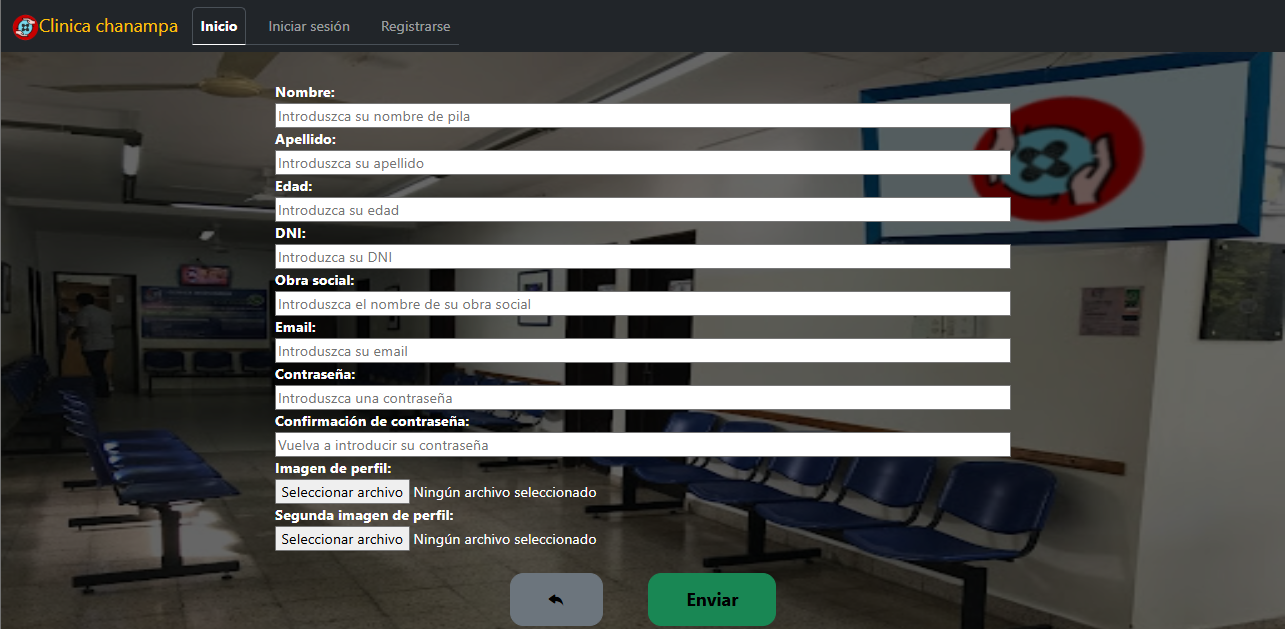 Clinica chanampa Inicio Iniciar sesión Registrarse
Nombre:
Introduszca su nombre de pila
Apellido:
Introduszca su apellido
Edad:
Introduzca su edad
DNI:
Introduzca su DNI
Obra social:
Introduszca el nombre de su obra social
Email:
Introduszca su email
Contraseña:
Introduszca una contraseña
Confirmación de contraseña:
Vuelva a introducir su contraseña
Imagen de perfil:
Seleccionar archivo Ningún archivo seleccionado
Segunda imagen de perfil:
Seleccionar archivo Ningún archivo seleccionado
Enviar